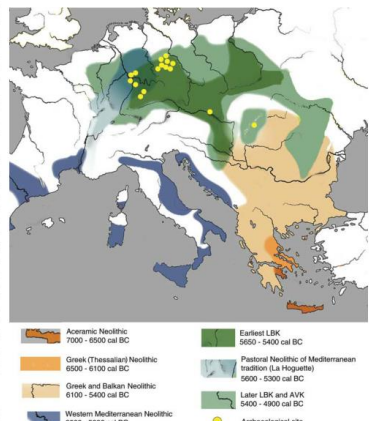 Aceramic Neolithic
7000 - 6500 cal BC
Greek (Thessalian) Neolithic
6500 - 6100 cal BC
Greek and Balkan Neolithic
6100 - 5400 cal BC
Western Mediterranean Neolithic
cal BC
Earliest LBK
5650 - 5400 cal BC
Pastoral Neolithic of Mediterranean
tradition (La Hoguette)
5600 - 5300 cal BC
Later LBK and AVK
5400 - 4900 cal BC
Archaeological site